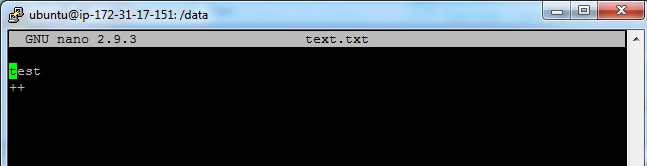 ubuntu@ip-172-31-17-151: /data
GNU nano 2.9.3 text.txt
test
++